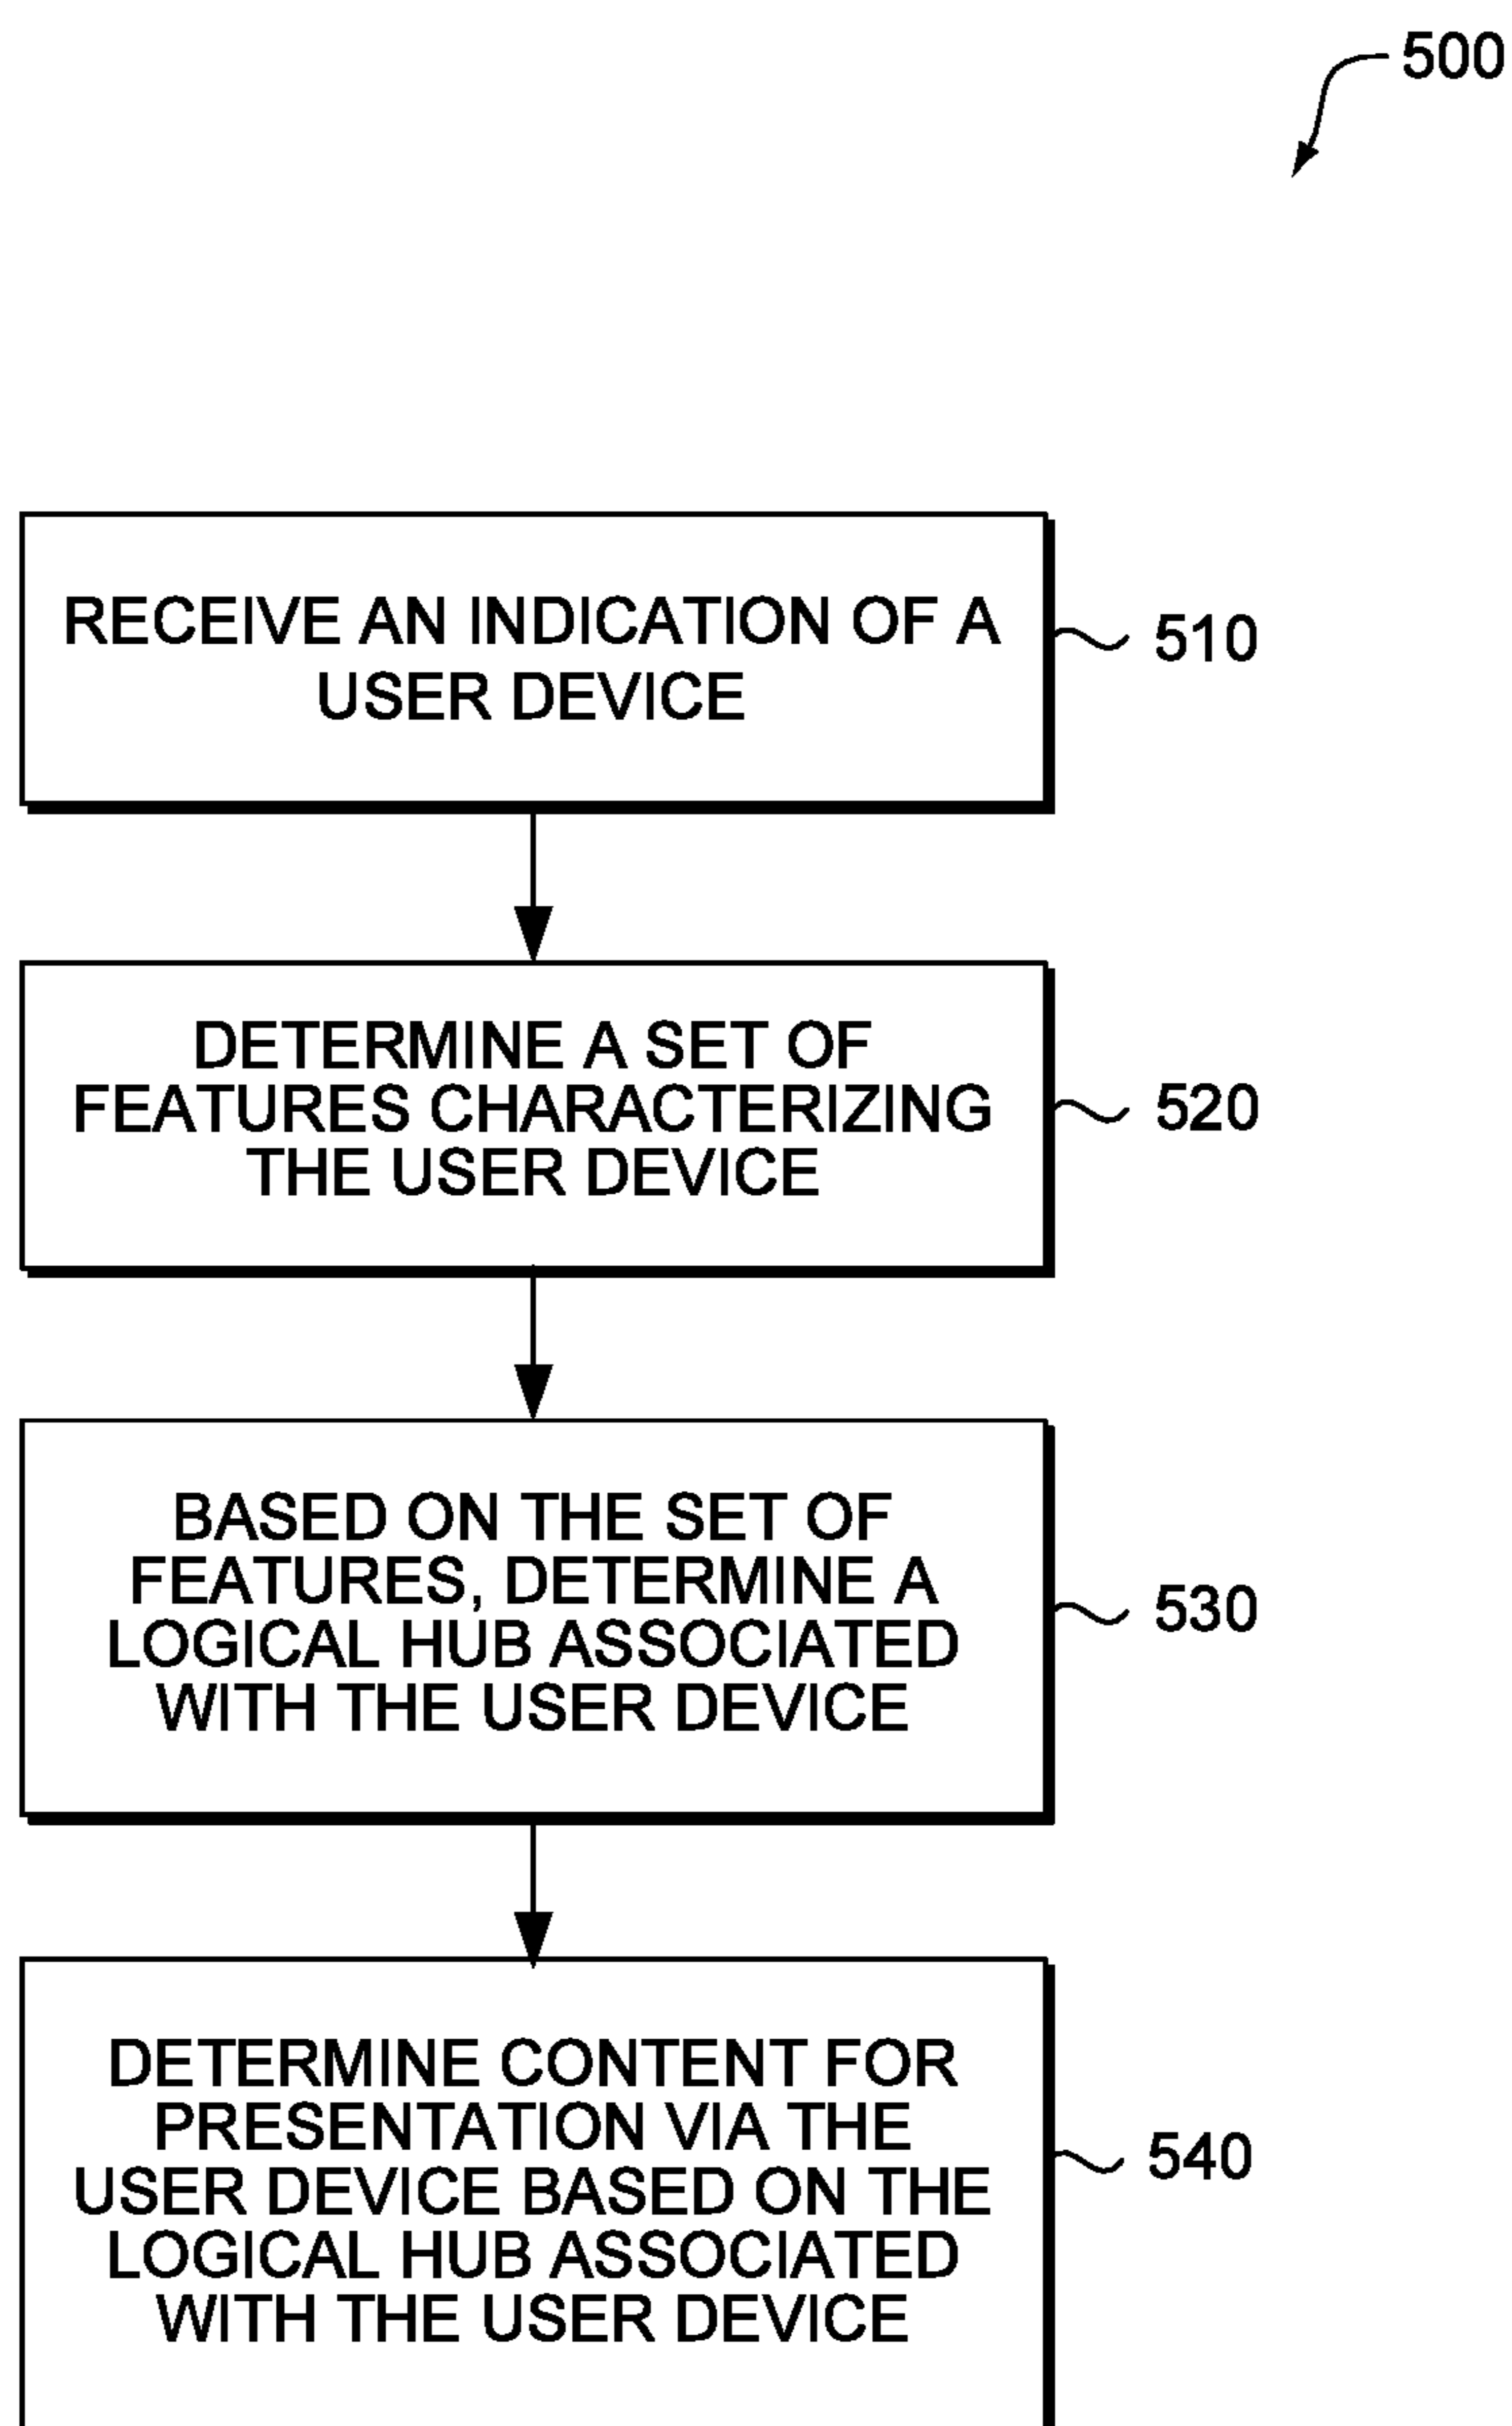 500
RECEIVE AN INDICATION OF A
USER DEVICE
510
DETERMINE A SET OF
FEATURES CHARACTERIZING
THE USER DEVICE
520
BASED ON THE SET OF
FEATURES, DETERMINE A
LOGICAL HUB ASSOCIATED
WITH THE USER DEVICE
530
DETERMINE CONTENT FOR
PRESENTATION VIA THE
USER DEVICE BASED ON THE
LOGICAL HUB ASSOCIATED
WITH THE USER DEVICE
540